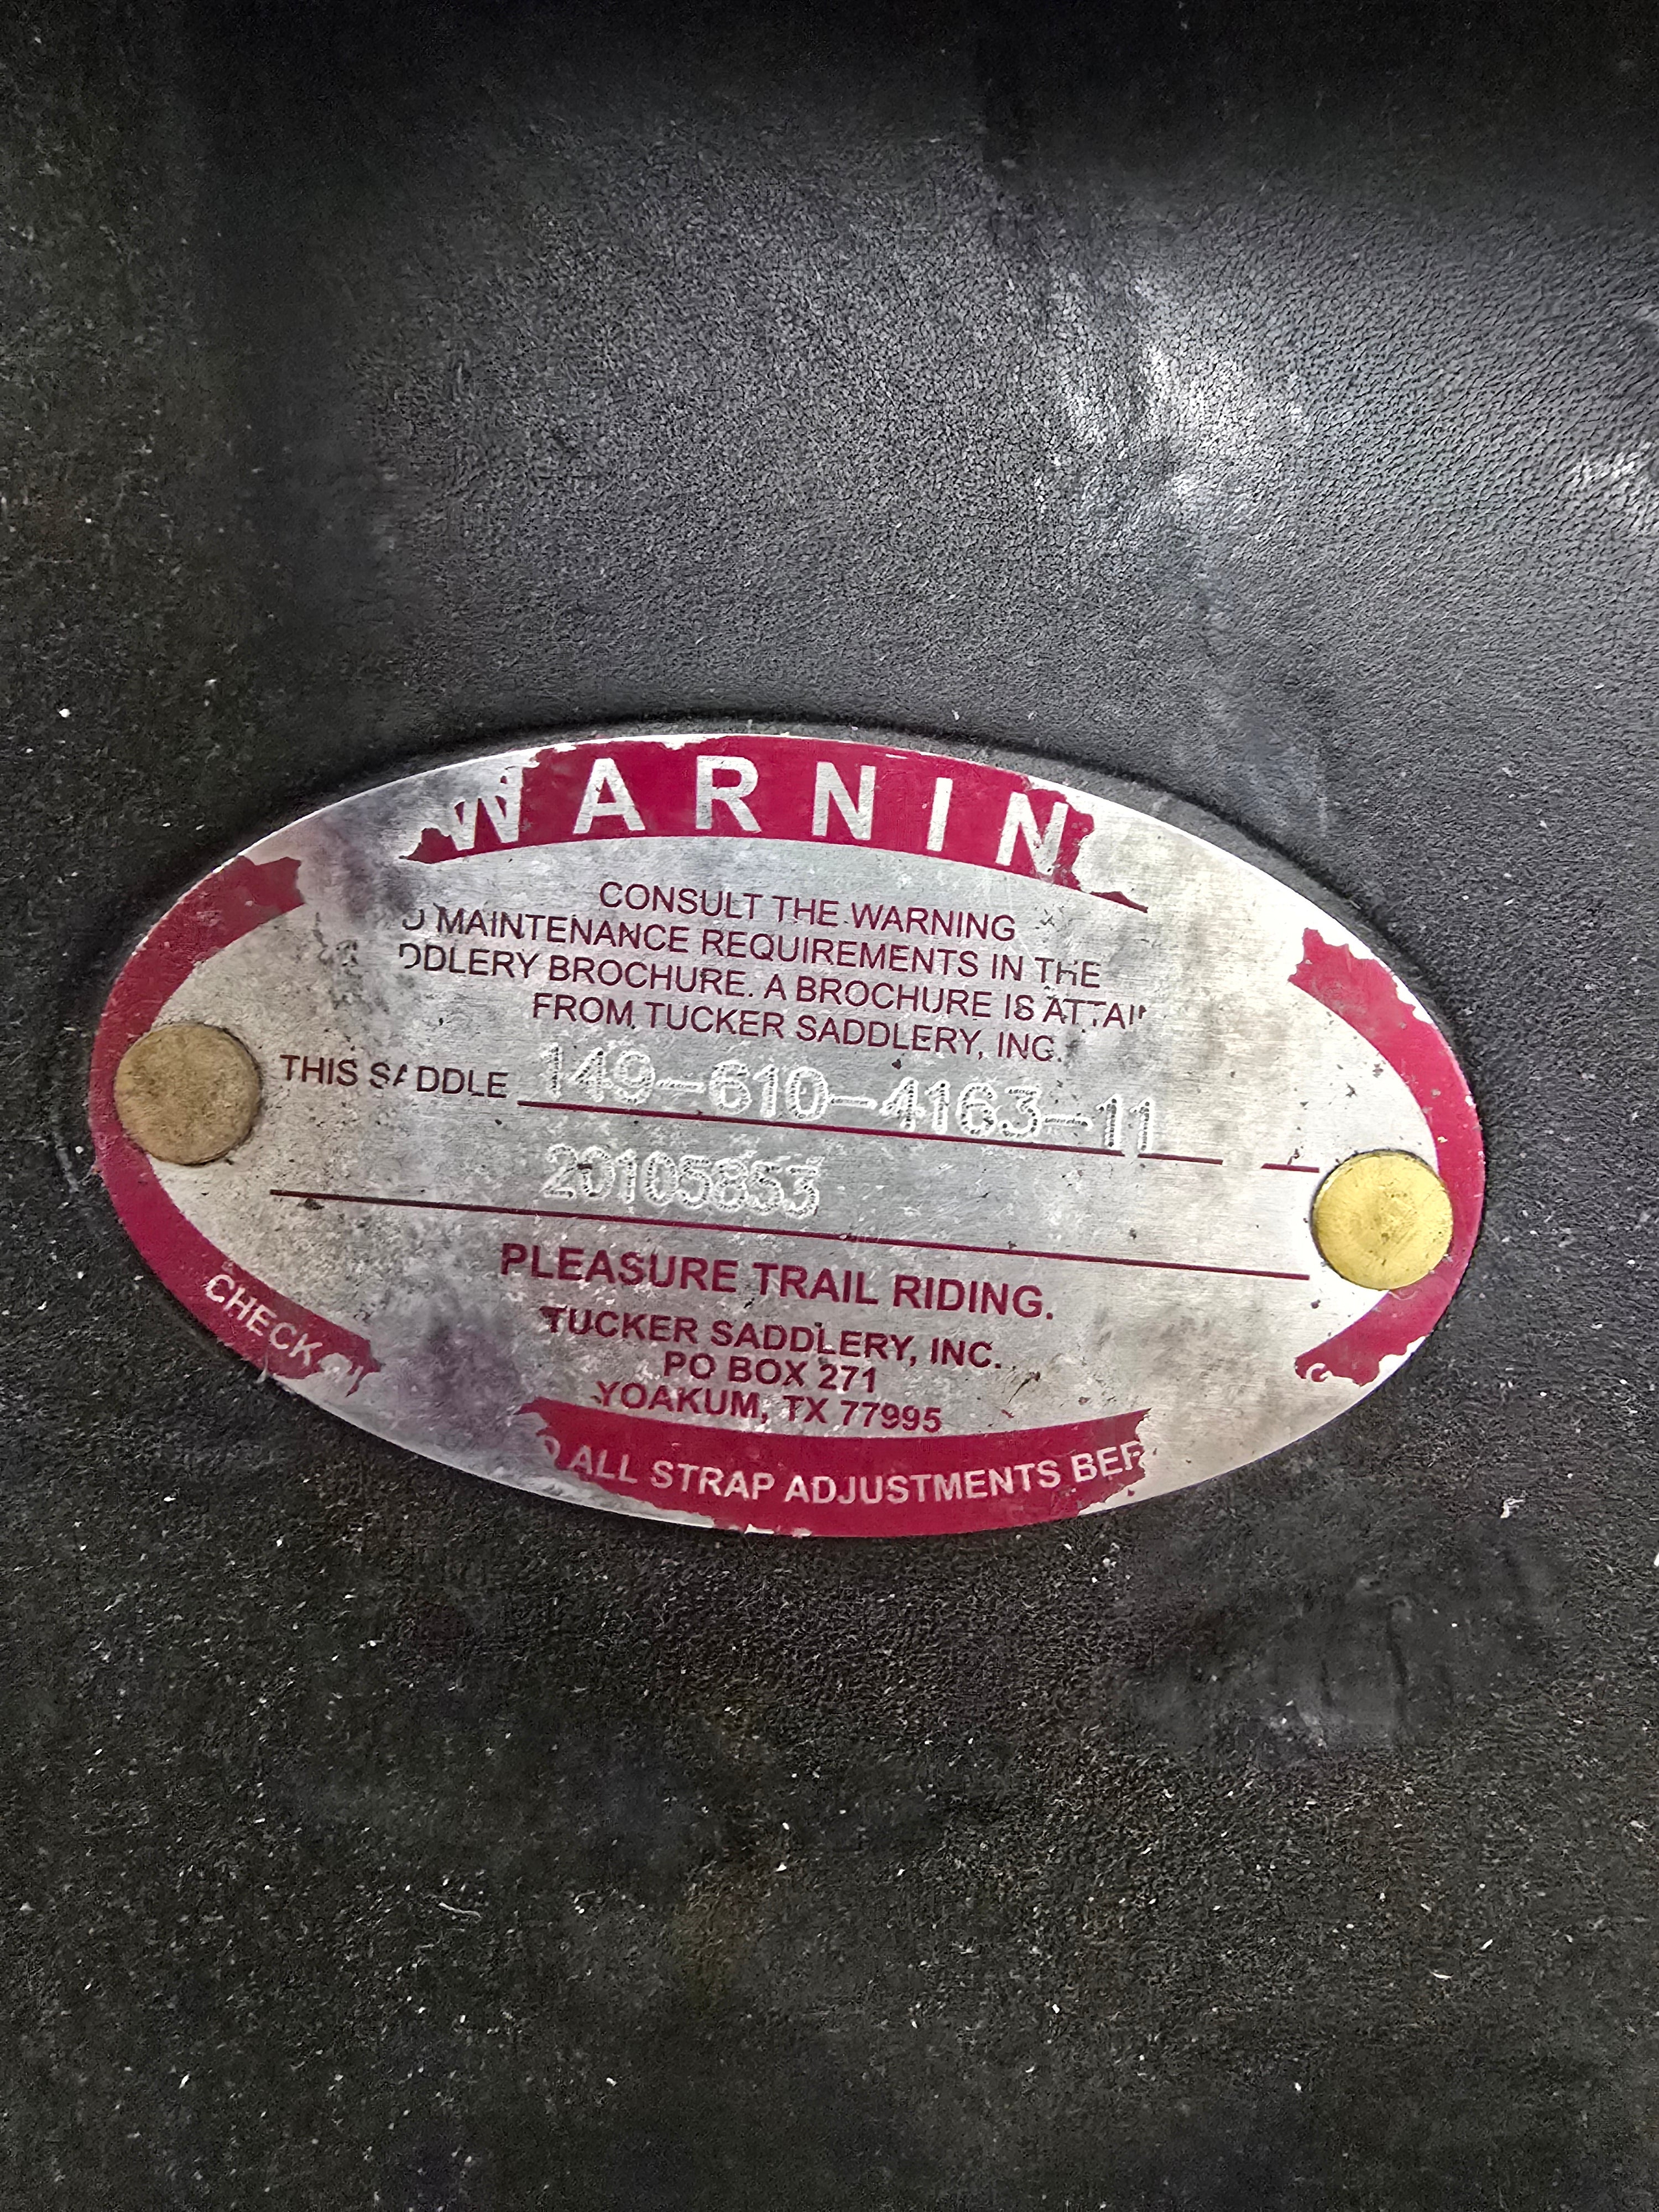 WARNIN
CONSULT THE WARNING
MAINTENANCE REQUIREMENTS IN THE
DDLERY BROCHURE. A BROCHURE IS ATTAI
FROM TUCKER SADDLERY, INC.
THIS SADDLE 149-610-4163-11
20105853
PLEASURE TRAIL RIDING.
TUCKER SADDLERY, INC.
PO BOX 271
YOAKUM, TX 77995
CHECK
ALL STRAP ADJUSTMENTS BEF